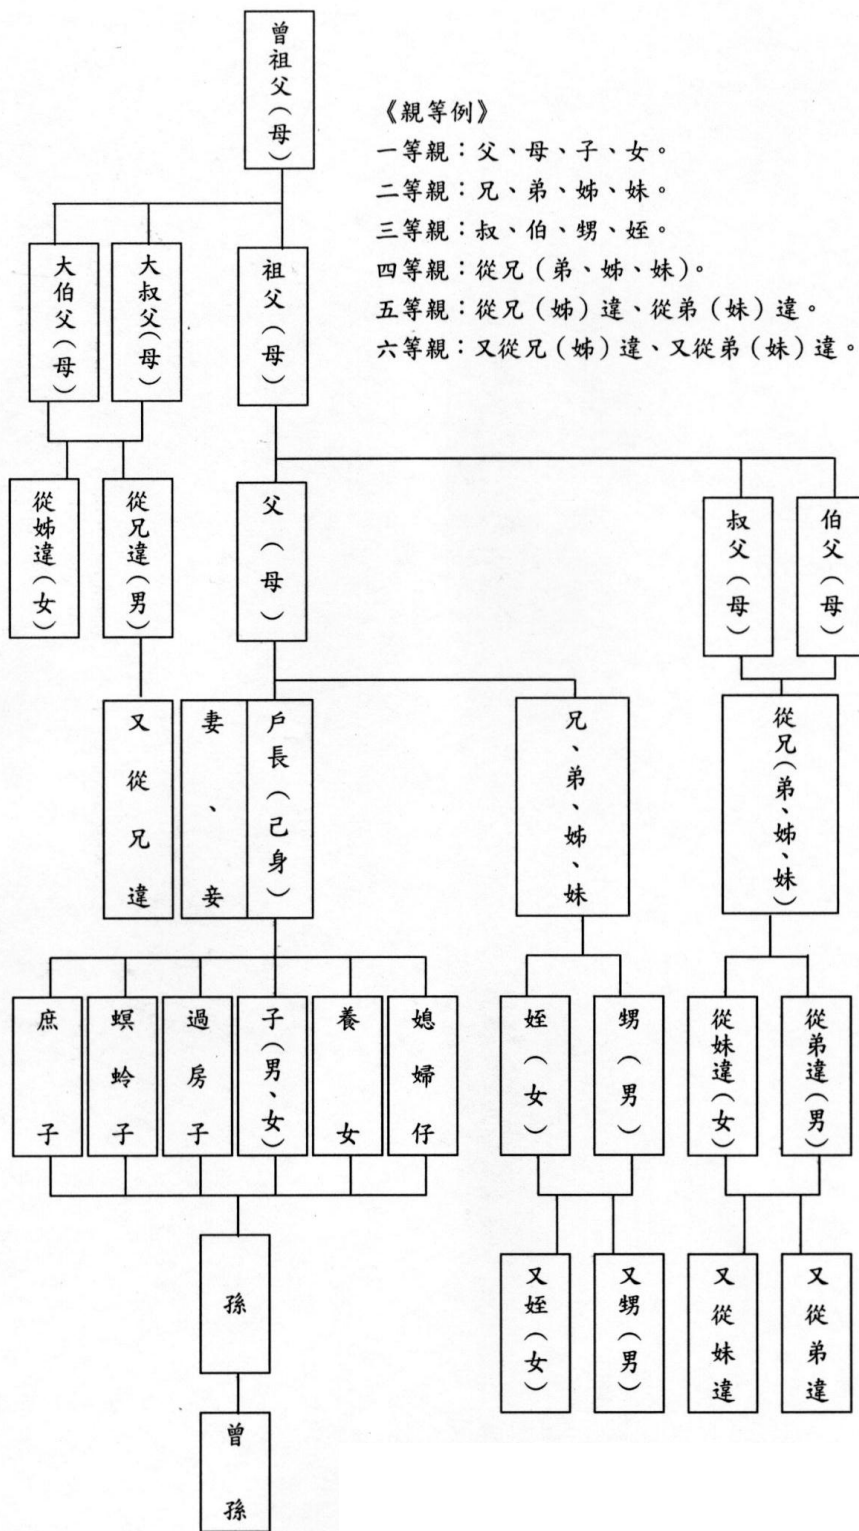 曾祖父（母）
《親等例》
一等親：父、母、子、女。
二等親：兄、弟、姊、妹。
三等親：叔、伯、甥、姪。
四等親：從兄（弟、姊、妹）。
五等親：從兄（姊）違、從弟（妹）違。
六等親：又從兄（姊）違、又從弟（妹）違。
大伯父（母）
大叔父（母）
祖父（母）
從姊違（女）
從兄違（男）
父（母）
叔父（母）
伯父（母）
又從兄違
妻、妾
戶長（己身）
兄、弟、姊、妹
從兄（弟、姊、妹）
庶子
螟蛉子
過房子
子（男、女）
養女
媳婦仔
姪（女）
甥（男）
從妹違（女）
從弟違（男）
孫
又姪（女）
又甥（男）
又從妹違
又從弟違
曾孫